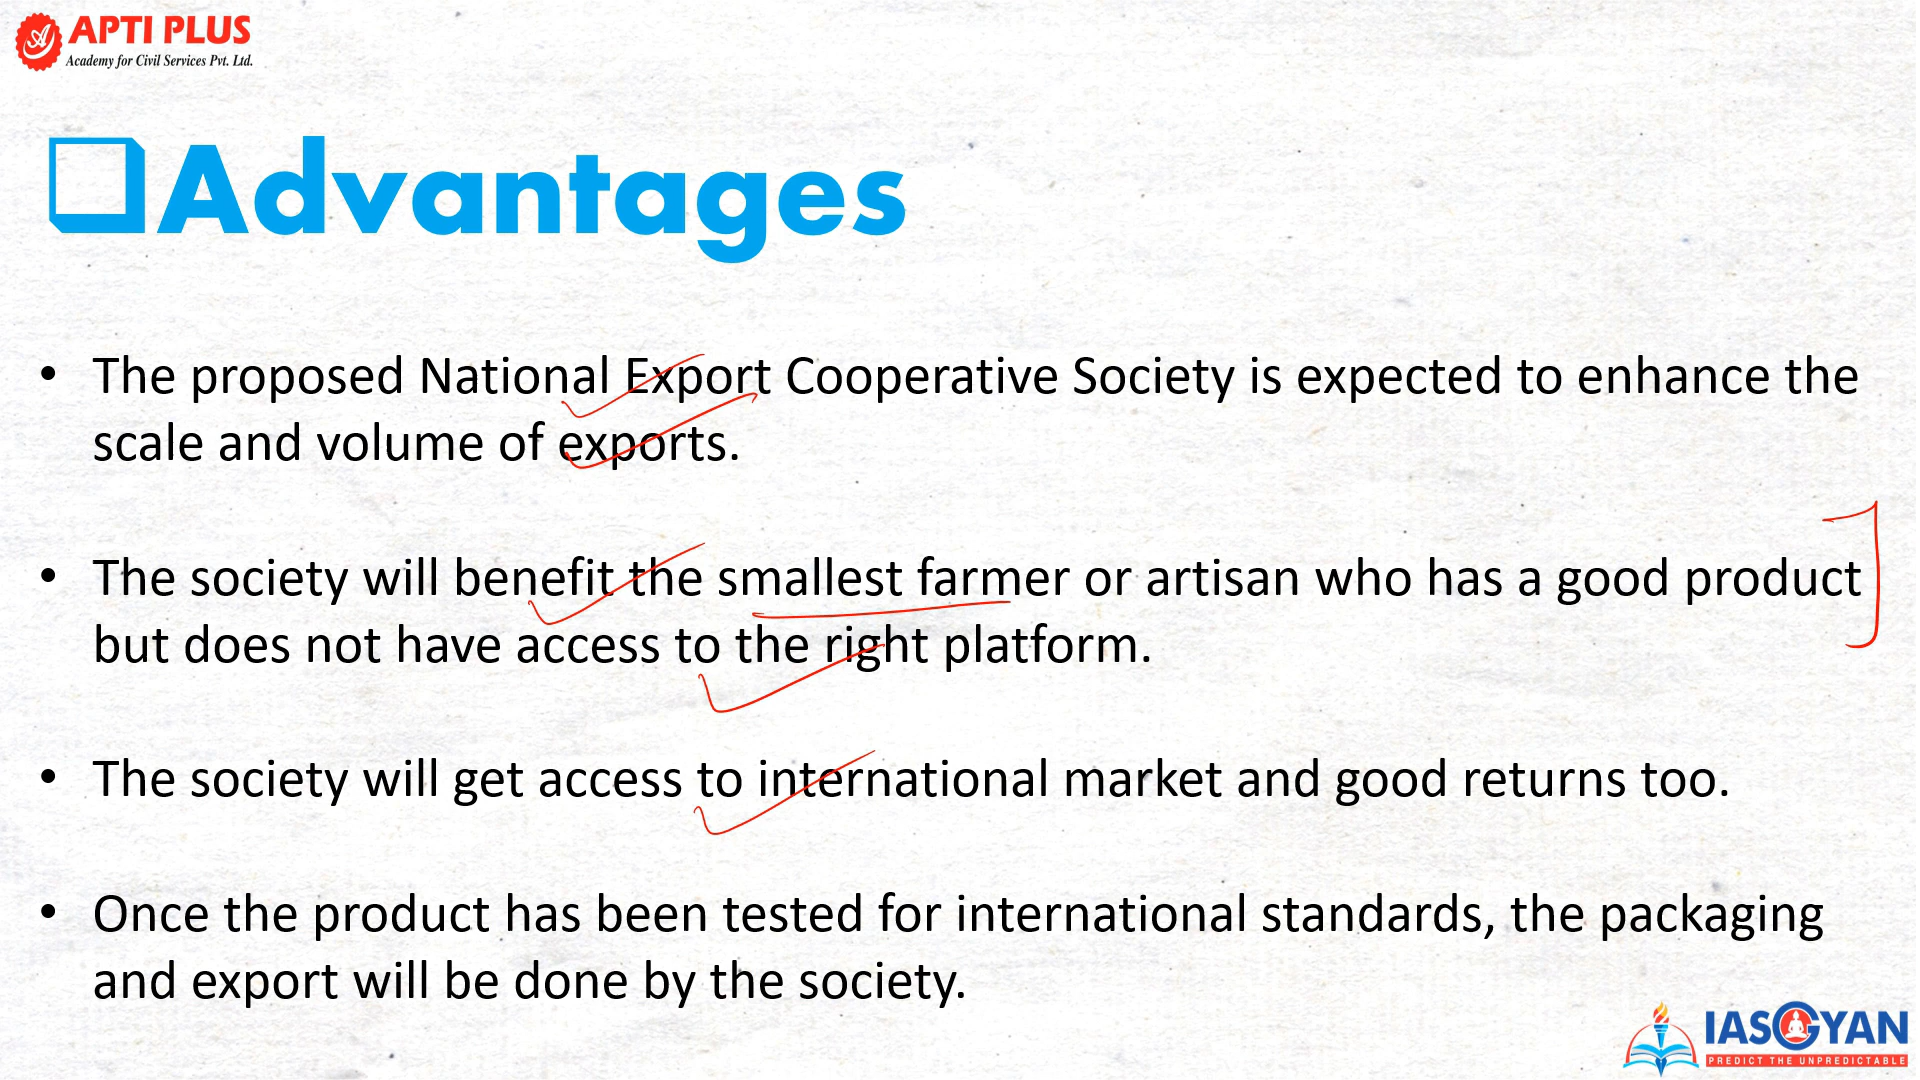 APTI PLUS
Academy for Civil Services Pvt. Ltd.
Advantages
• The proposed National Export Cooperative Society is expected to enhance the
scale and volume of exports.
• The society will benefit the smallest farmer or artisan who has a good product
but does not have access to the right platform.
• The society will get access to international market and good returns too.
• Once the product has been tested for international standards, the packaging
and export will be done by the society.
IASGYAN
PREDICT THE UNPREDICTABLE